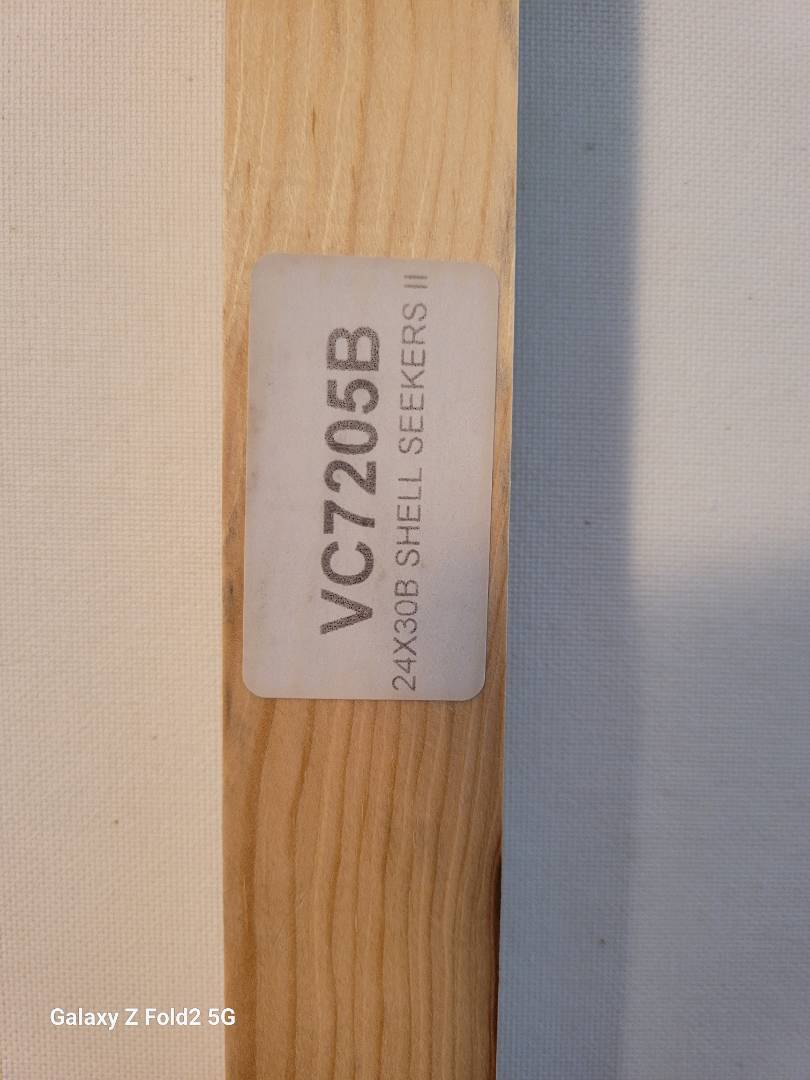 VC7205B
24X30B SHELL SEEKERS II
Galaxy Z Fold2 5G